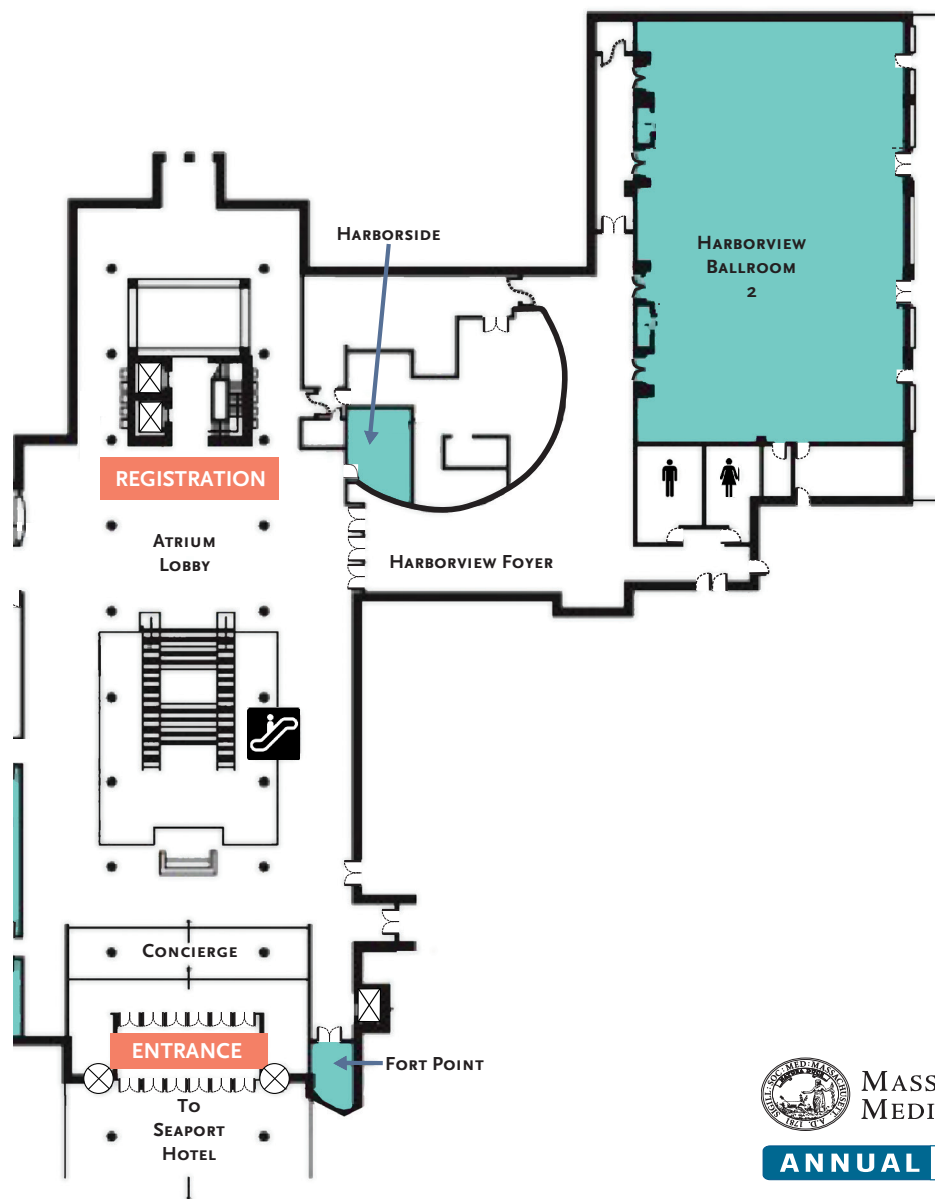 Harborside
Harborview
Ballroom
2
REGISTRATION
Atrium
Lobby
Harborview Foyer
Concierge
ENTRANCE
Fort Point
To
Seaport
Hotel
MASS
MEDI
ANNUAL